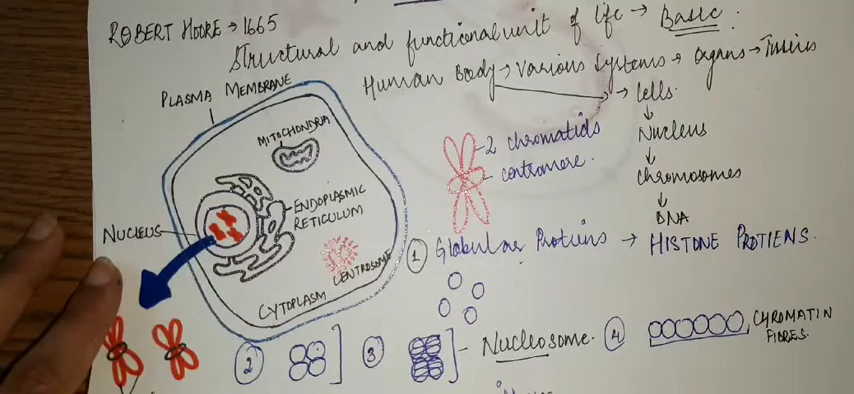 ROBERT HOOKE → 1665
Structural and functional unit of life → Basic.
Human Body → Various Systems → Organs → Tissues
→ Cells.
↓
Nucleus
↓
Chromosomes
↓
DNA
PLASMA MEMBRANE
MITOCHONDRIA
ENDOPLASMIC
RETICULUM
NUCLEUS
CENTROSOME
CYTOPLASM
2 chromatids
centromere.
① Globular Proteins → HISTONE PROTIENS.
②
③
Nucleosome.
④
CHROMATIN
FIBRES.